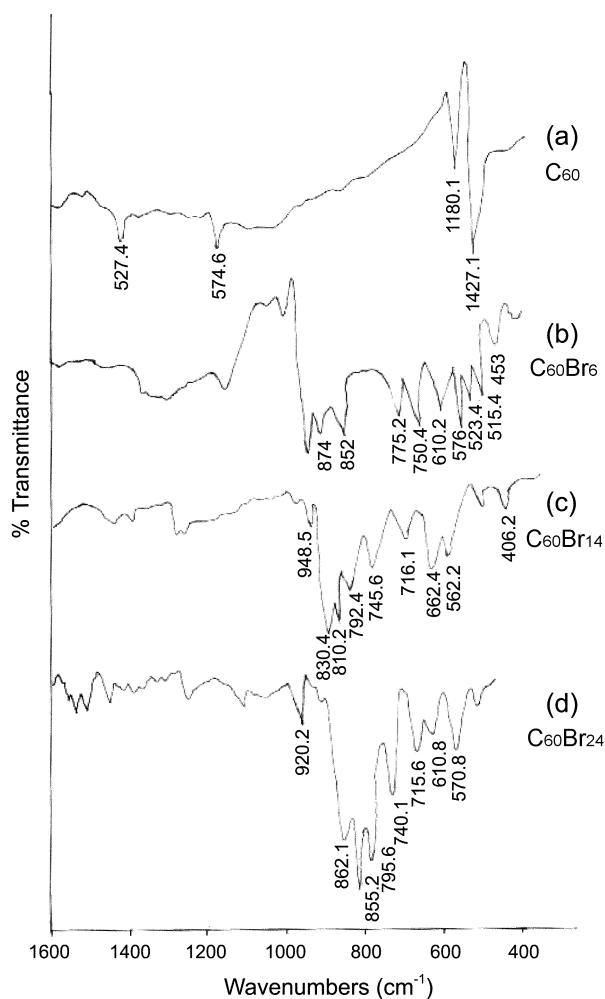 (a)
C60
1180.1
527.4
574.6
1427.1
(b)
C60Br6
453
515.4
523.4
576
610.2
750.4
775.2
852
874
% Transmittance
(c)
C60Br14
406.2
948.5
716.1
562.2
662.4
745.6
792.4
810.2
830.4
(d)
C60Br24
920.2
570.8
610.8
715.6
740.1
795.6
855.2
862.1
1600 1400 1200 1000 800 600 400
Wavenumbers (cm-1)